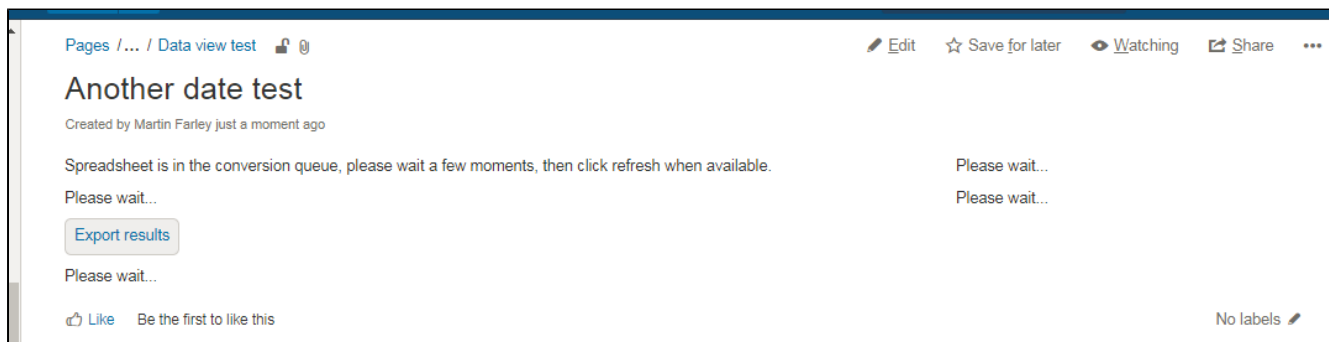 Pages /... / Data view test
Edit Save for later Watching Share •••
Another date test
Created by Martin Farley just a moment ago
Spreadsheet is in the conversion queue, please wait a few moments, then click refresh when available.
Please wait...
Please wait...
Please wait...
Export results
Please wait...
Like Be the first to like this
No labels